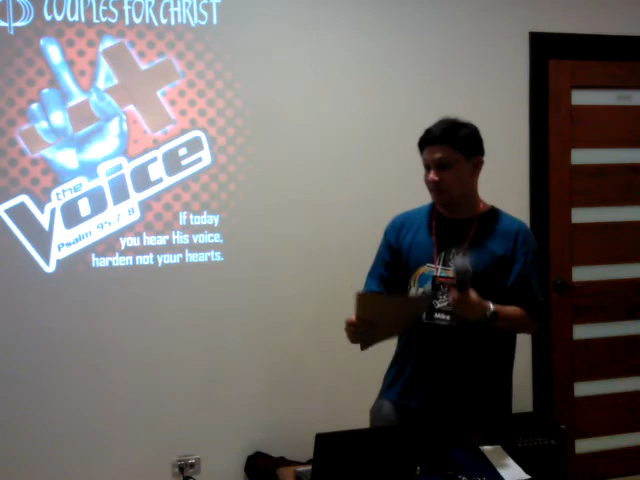 COUPLES FOR CHRIST
the
Voice
Psalm 95:7,8
If today
you hear His voice,
harden not your hearts.
Mike